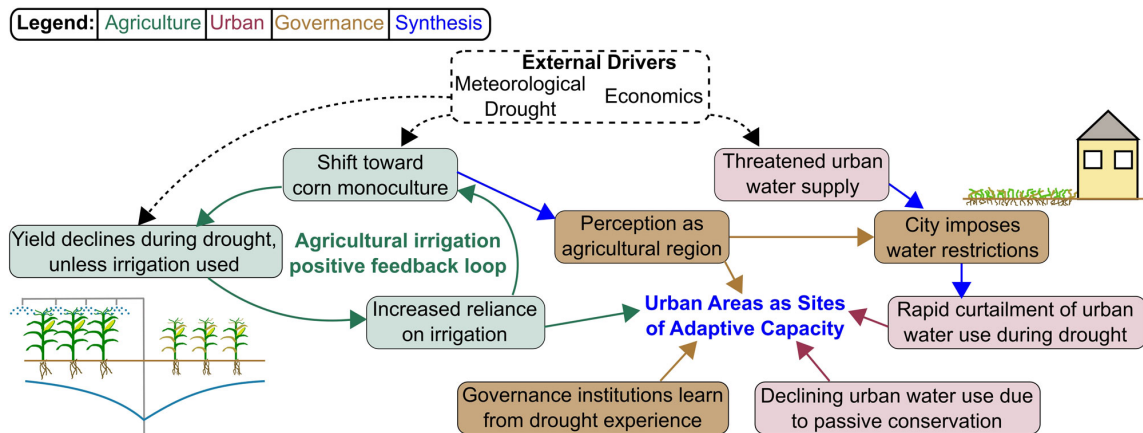 Legend: Agriculture Urban Governance Synthesis
External Drivers
Meteorological
Drought
Economics
Shift toward
corn monoculture
Threatened urban
water supply
Yield declines during drought,
unless irrigation used
Agricultural irrigation
positive feedback loop
Perception as
agricultural region
City imposes
water restrictions
Increased reliance
on irrigation
Urban Areas as Sites
of Adaptive Capacity
Rapid curtailment of urban
water use during drought
Governance institutions learn
from drought experience
Declining urban water use due
to passive conservation